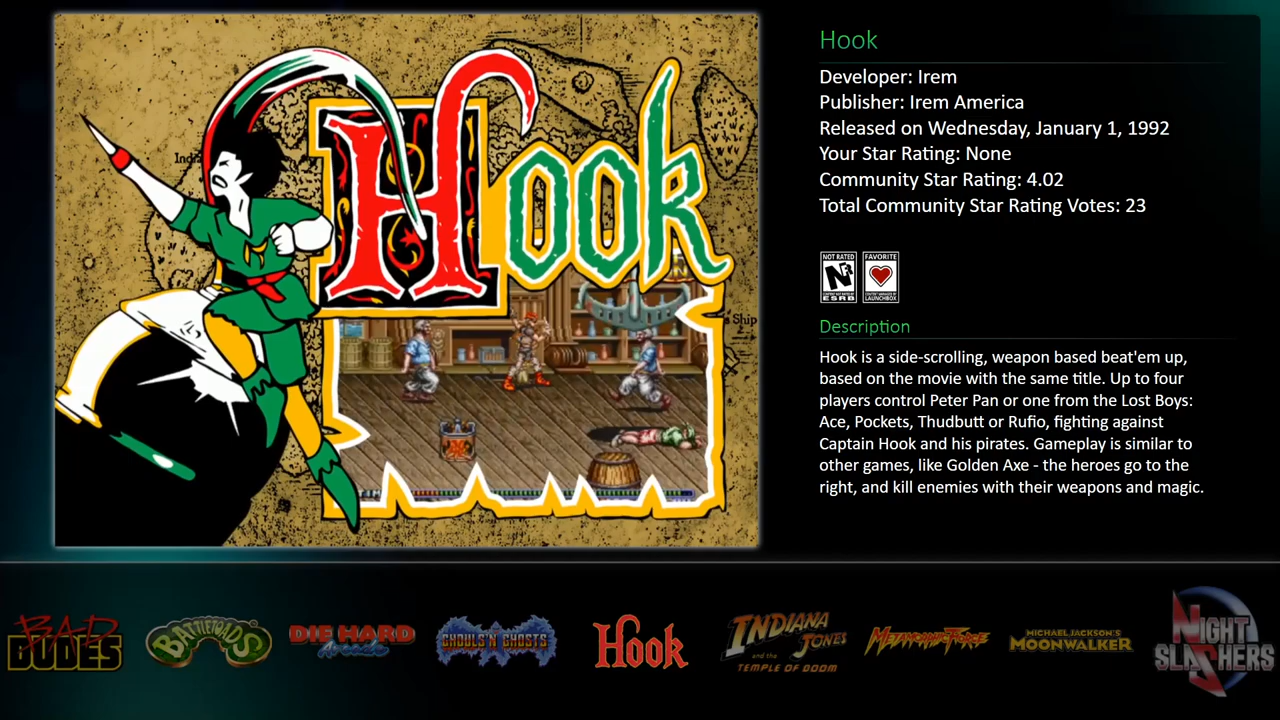 Hook
Indi
Ship
Hook
Developer: Irem
Publisher: Irem America
Released on Wednesday, January 1, 1992
Your Star Rating: None
Community Star Rating: 4.02
Total Community Star Rating Votes: 23
NOT RATED
NR
ESRB
FAVORITE
LAUNCHBOX
Description
Hook is a side-scrolling, weapon based beat'em up,
based on the movie with the same title. Up to four
players control Peter Pan or one from the Lost Boys:
Ace, Pockets, Thudbutt or Rufio, fighting against
Captain Hook and his pirates. Gameplay is similar to
other games, like Golden Axe - the heroes go to the
right, and kill enemies with their weapons and magic.
BAD DUDES
BATTLETOADS
DIE HARD Arcade
GHOULS'N GHOSTS
Hook
INDIANA JONES and the TEMPLE OF DOOM
METAMORPHIC FORCE
MICHAEL JACKSON'S MOONWALKER
NIGHT SLASHERS